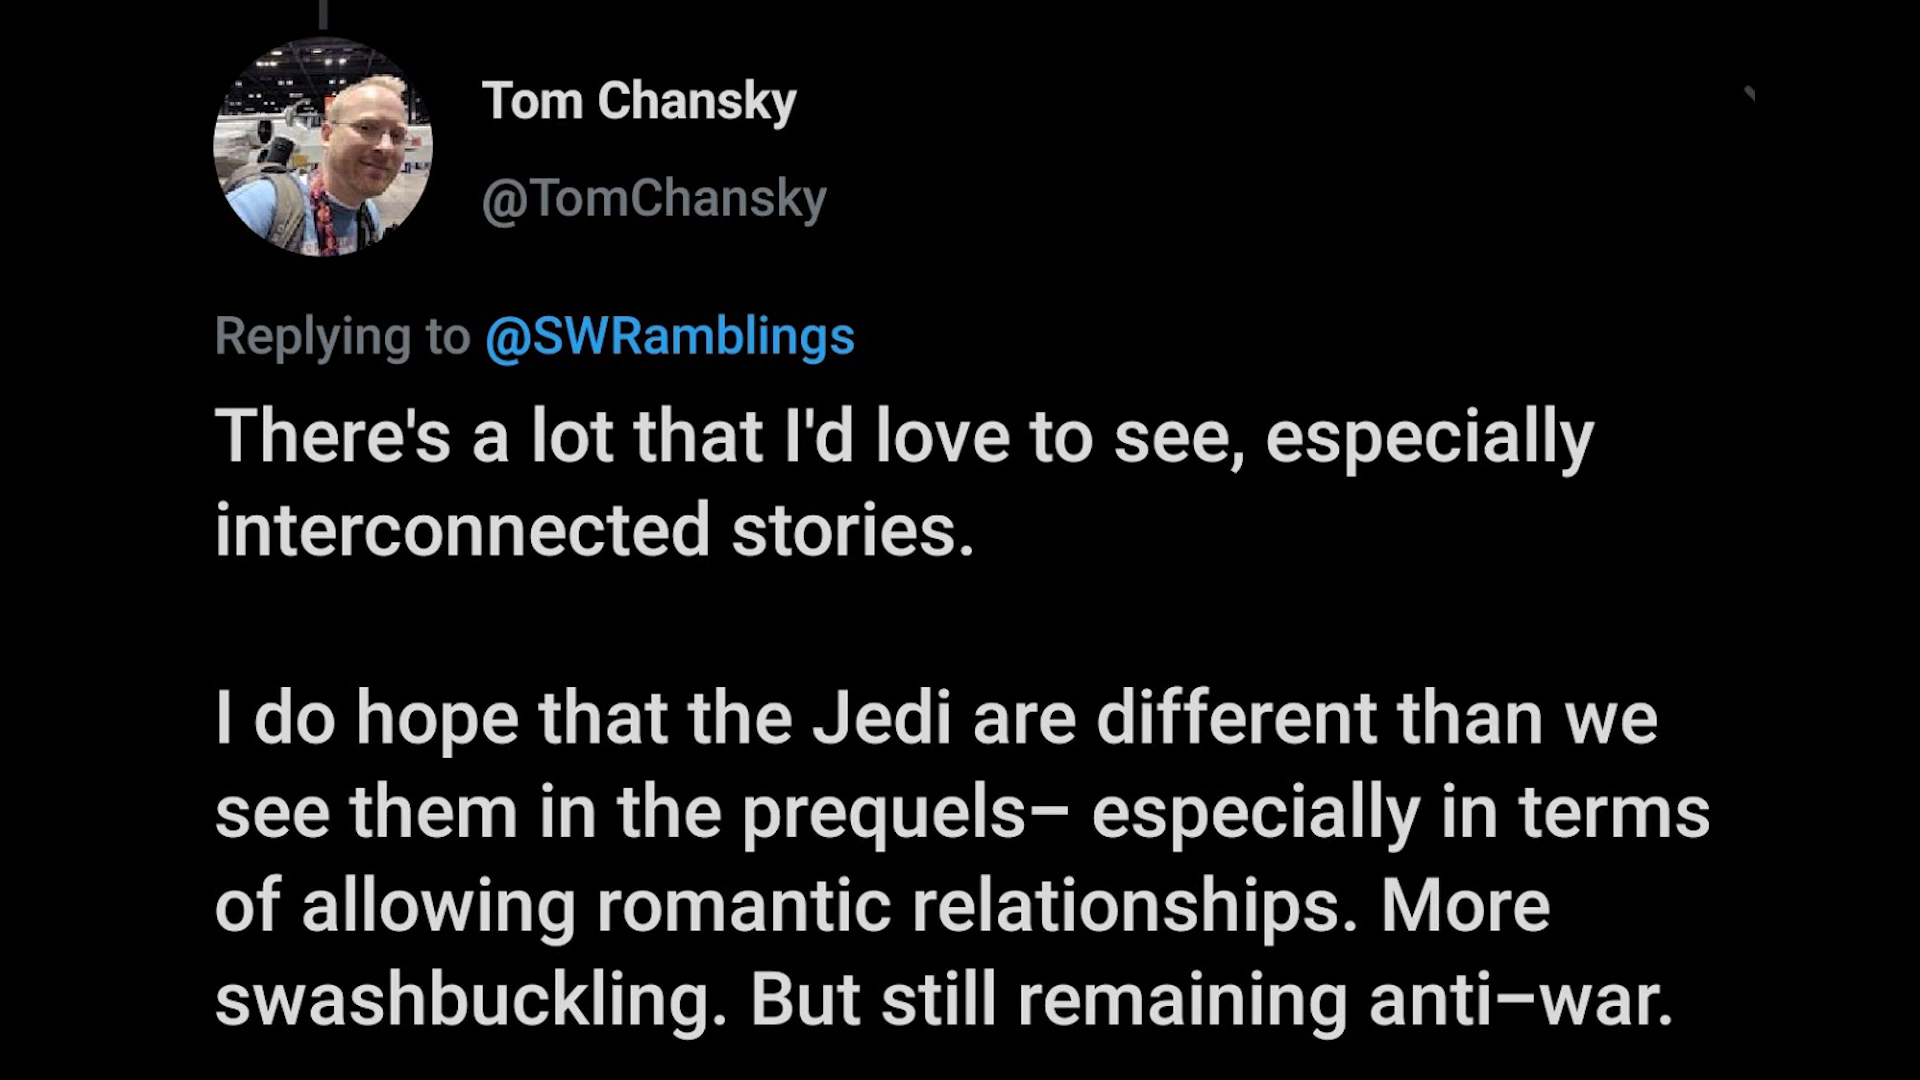 Tom Chansky
@TomChansky
Replying to @SWRamblings
There's a lot that I'd love to see, especially
interconnected stories.
I do hope that the Jedi are different than we
see them in the prequels– especially in terms
of allowing romantic relationships. More
swashbuckling. But still remaining anti–war.